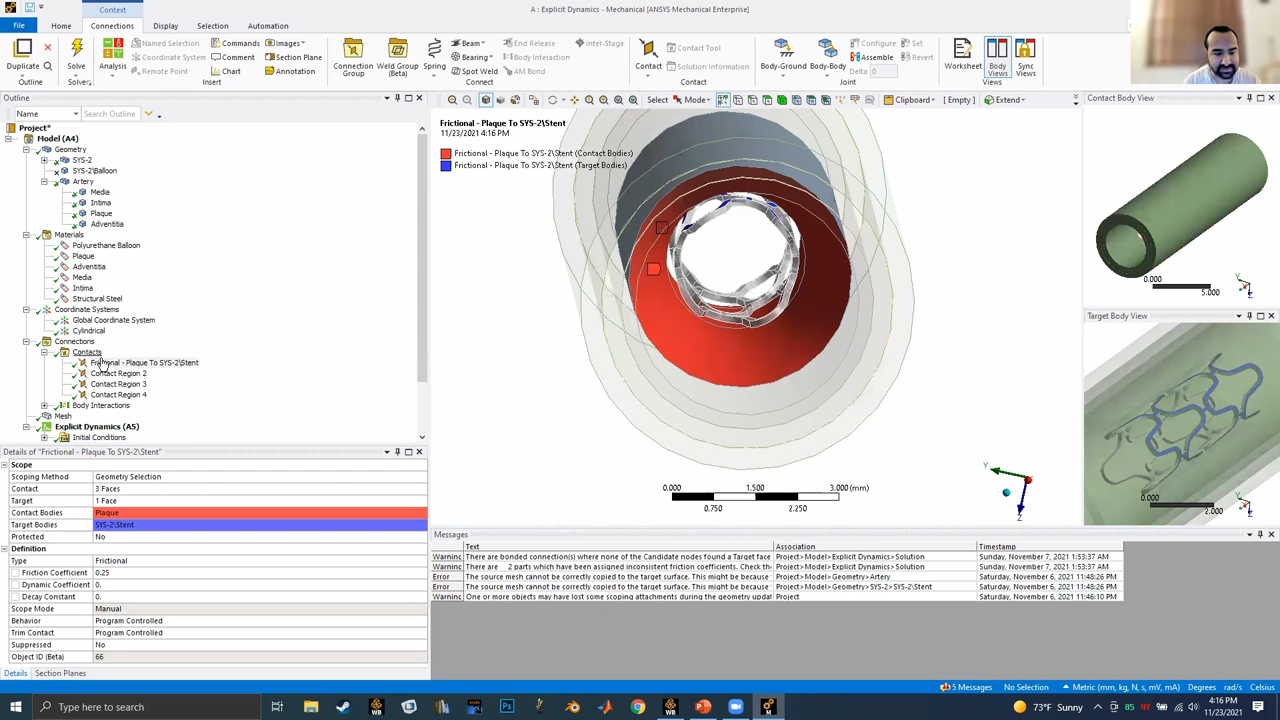 Context
A : Explicit Dynamics - Mechanical [ANSYS Mechanical Enterprise]
File Home Connections Display Selection Automation
Duplicate
Outline
Solve
Solver
Analysis
Named Selection
Coordinate System
Remote Point
Commands
Comment
Chart
Images
Section Plane
Annotation
Insert
Connection Group
Weld Group (Beta)
Spring
Beam
Bearing
Spot Weld
End Release
Body Interaction
AM Bond
Inter-Stage
Connect
Contact
Contact Tool
Solution Information
Contact
Body-Ground
Body-Body
Configure
Assemble
Delta 0
Set
Revert
Joint
Worksheet
Body Views
Sync Views
Views
Outline
Name
Search Outline
Select
Mode
Clipboard
[ Empty ]
Extend
Project*
Model (A4)
Geometry
SYS-2
SYS-2\Balloon
Artery
Media
Intima
Plaque
Adventitia
Materials
Polyurethane Balloon
Plaque
Adventitia
Media
Intima
Structural Steel
Coordinate Systems
Global Coordinate System
Cylindrical
Connections
Contacts
Frictional - Plaque To SYS-2\Stent
Contact Region 2
Contact Region 3
Contact Region 4
Body Interactions
Mesh
Explicit Dynamics (A5)
Initial Conditions
Details of "Frictional - Plaque To SYS-2\Stent"
Scope
Scoping Method Geometry Selection
Contact 3 Faces
Target 1 Face
Contact Bodies Plaque
Target Bodies SYS-2\Stent
Protected No
Definition
Type Frictional
Friction Coefficient 0.25
Dynamic Coefficient 0.
Decay Constant 0.
Scope Mode Manual
Behavior Program Controlled
Trim Contact Program Controlled
Suppressed No
Object ID (Beta) 66
Details Section Planes
Frictional - Plaque To SYS-2\Stent
11/23/2021 4:16 PM
Frictional - Plaque To SYS-2\Stent (Contact Bodies)
Frictional - Plaque To SYS-2\Stent (Target Bodies)
0.000 1.500 3.000 (mm)
0.750 2.250
Y
Z
Contact Body View
0.000
5.000
Target Body View
0.000
2.000
Messages
Text Association Timestamp
Warning There are bonded connection(s) where none of the Candidate nodes found a Target face Project>Model>Explicit Dynamics>Solution Sunday, November 7, 2021 1:53:37 AM
Warning There are 2 parts which have been assigned inconsistent friction coefficients. Check th Project>Model>Explicit Dynamics>Solution Sunday, November 7, 2021 1:53:37 AM
Error The source mesh cannot be correctly copied to the target surface. This might be because Project>Model>Geometry>Artery Saturday, November 6, 2021 11:48:26 PM
Error The source mesh cannot be correctly copied to the target surface. This might be because Project>Model>Geometry>SYS-2>SYS-2\Stent Saturday, November 6, 2021 11:48:26 PM
Warning One or more objects may have lost some scoping attachments during the geometry upda Project Saturday, November 6, 2021 11:46:10 PM
5 Messages No Selection Metric (mm, kg, N, s, mV, mA) Degrees rad/s Celsius
Type here to search
73°F Sunny
85 47
4:16 PM
11/23/2021